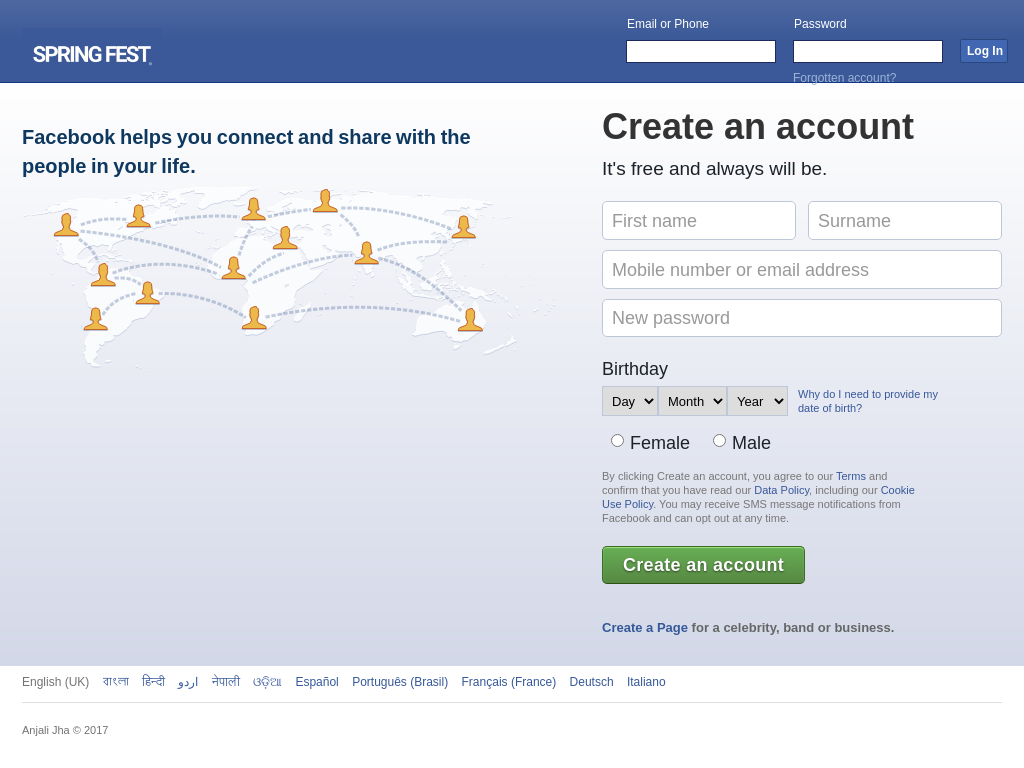 Email or Phone
Password
SPRING FEST
Log In
Forgotten account?
Facebook helps you connect and share with the
people in your life.
Create an account
It's free and always will be.
First name
Surname
Mobile number or email address
New password
Birthday
Day
Month
Year
Why do I need to provide my
date of birth?
Female
Male
By clicking Create an account, you agree to our Terms and
confirm that you have read our Data Policy, including our Cookie
Use Policy. You may receive SMS message notifications from
Facebook and can opt out at any time.
Create an account
Create a Page for a celebrity, band or business.
English (UK) বাংলা हिन्दी اردو नेपाली ଓଡ଼ିଆ Español Português (Brasil) Français (France) Deutsch Italiano
Anjali Jha © 2017